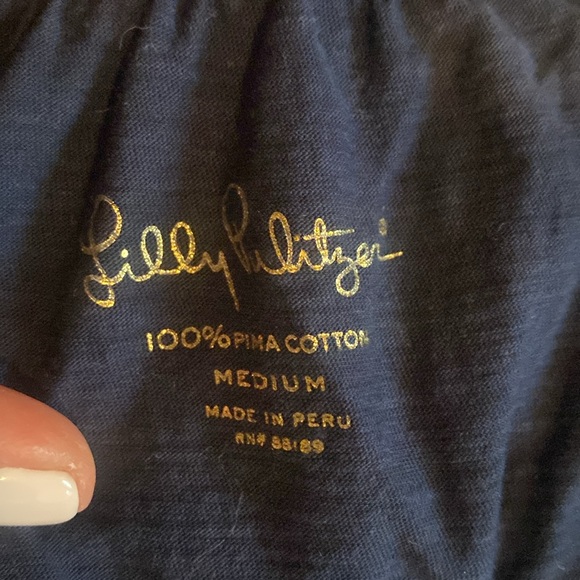 Lilly Pulitzer®
100% PIMA COTTON
MEDIUM
MADE IN PERU
RN# 88189